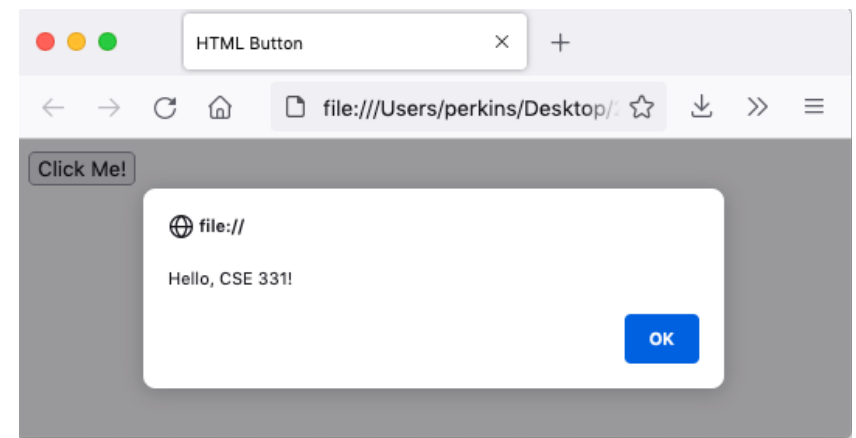 HTML Button
file:///Users/perkins/Desktop/
Click Me!
file://
Hello, CSE 331!
OK